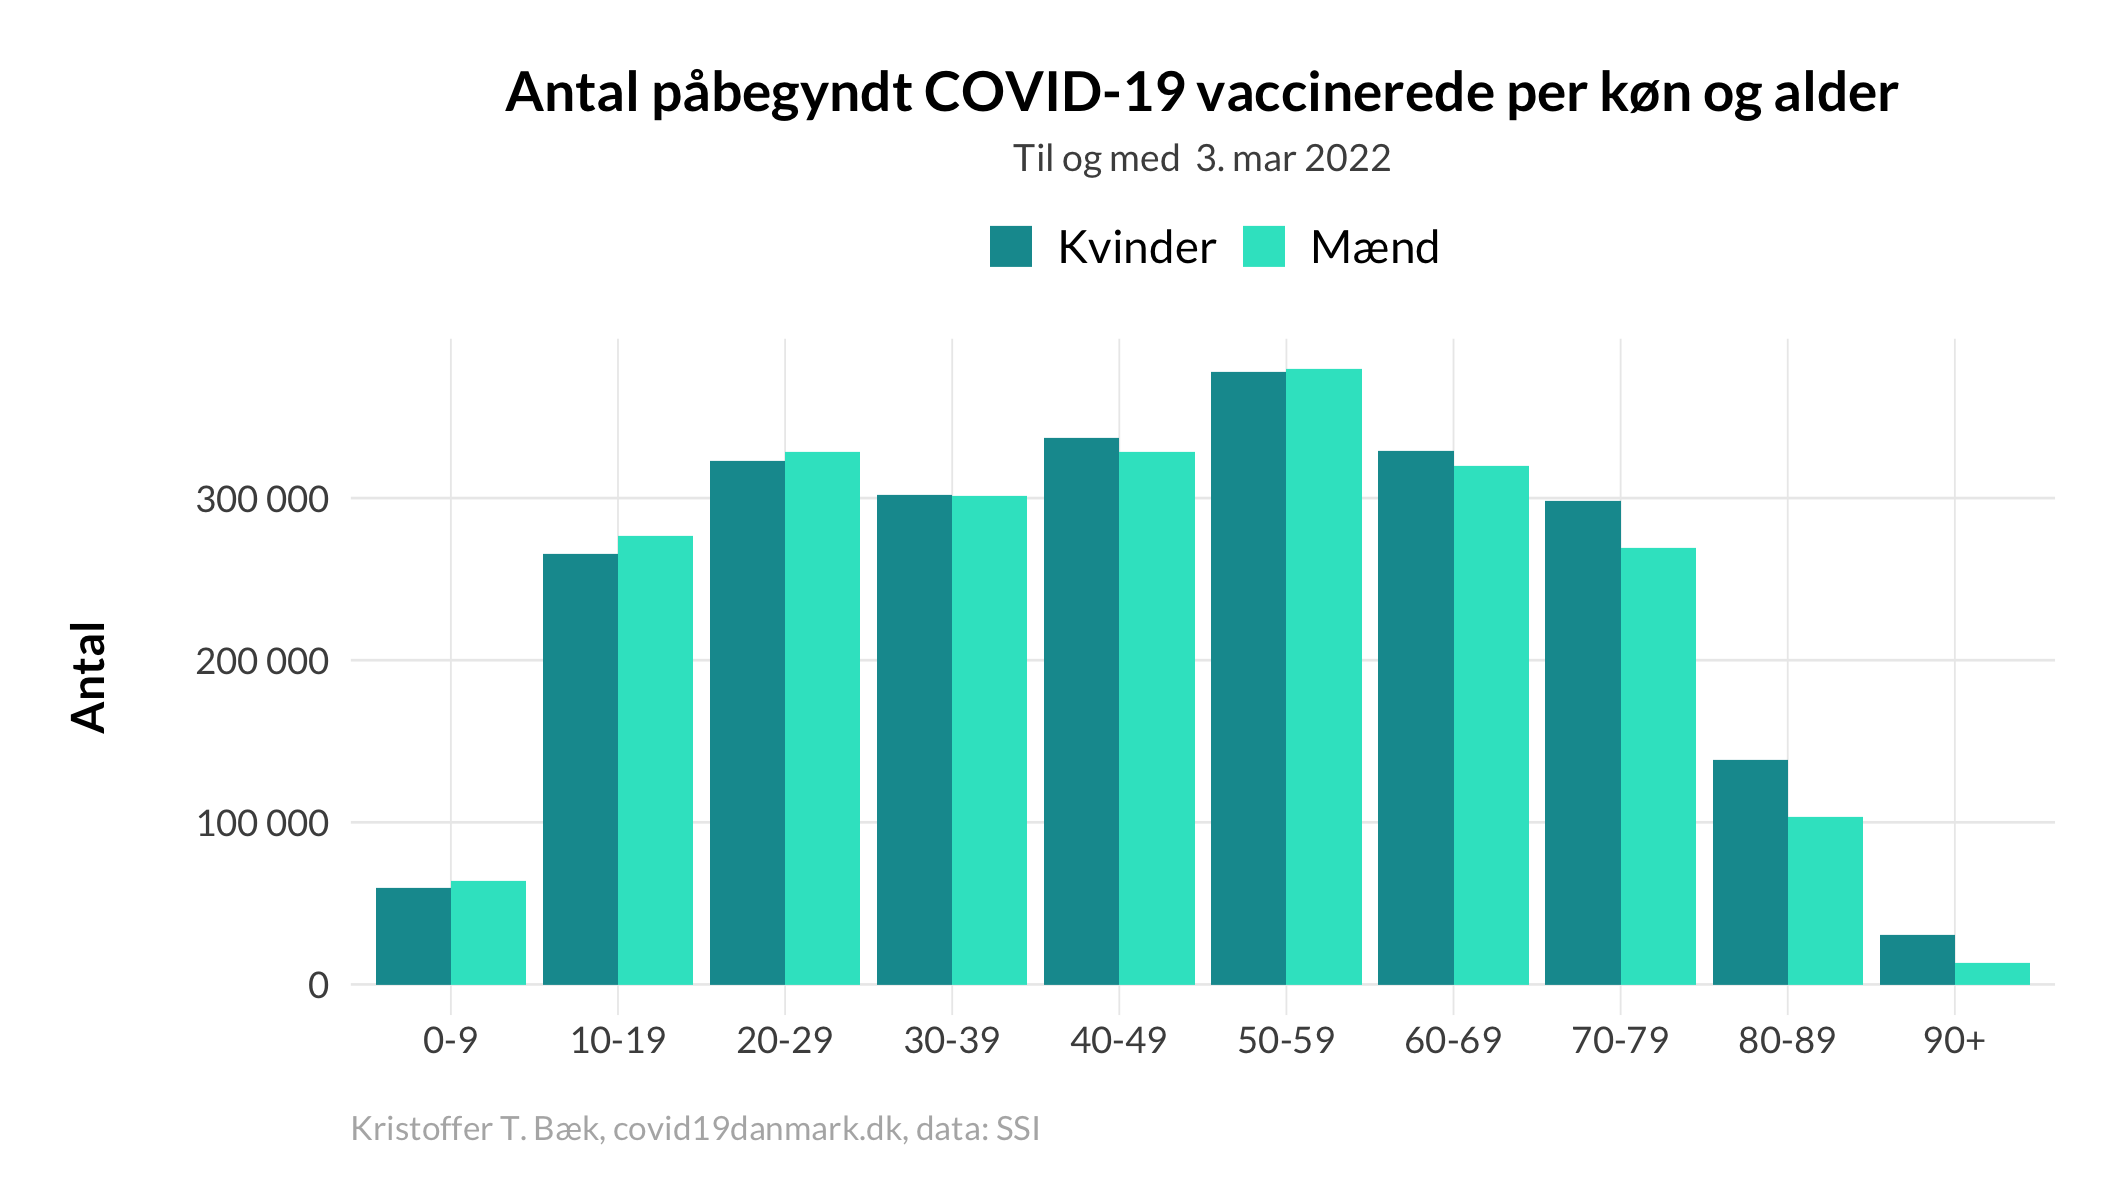 Antal påbegyndt COVID-19 vaccinerede per køn og alder
Til og med  3. mar 2022
Kvinder Mænd
Antal
300 000
200 000
100 000
0
0-9 10-19 20-29 30-39 40-49 50-59 60-69 70-79 80-89 90+
Kristoffer T. Bæk, covid19danmark.dk, data: SSI